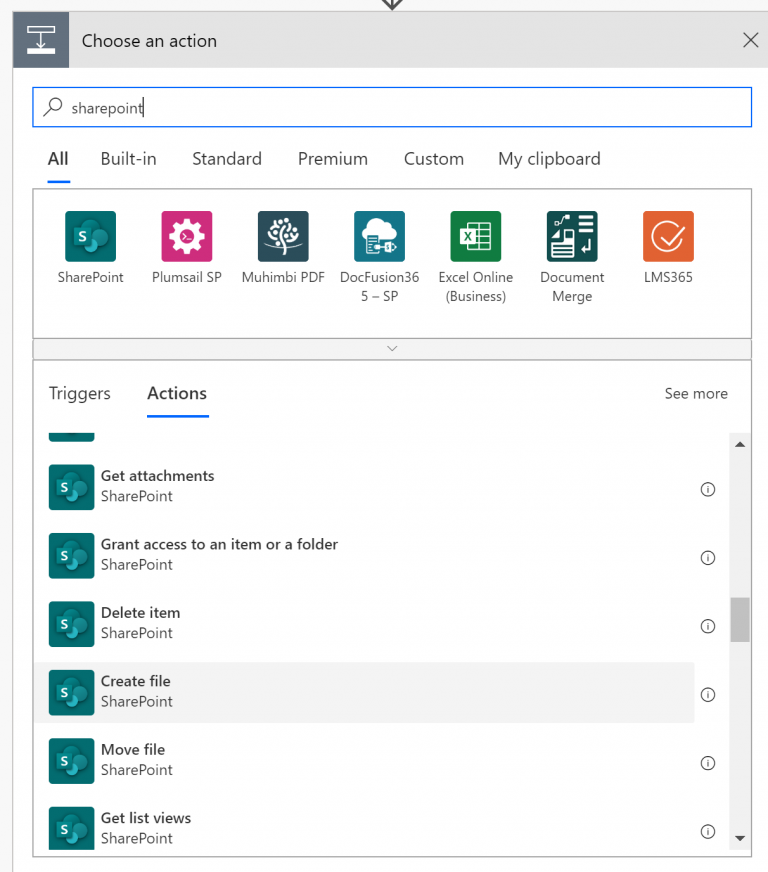 Choose an action
sharepoint
All Built-in Standard Premium Custom My clipboard
SharePoint Plumsail SP Muhimbi PDF DocFusion36 Excel Online Document LMS365
5 – SP (Business) Merge
Triggers Actions See more
Get attachments
SharePoint
Grant access to an item or a folder
SharePoint
Delete item
SharePoint
Create file
SharePoint
Move file
SharePoint
Get list views
SharePoint